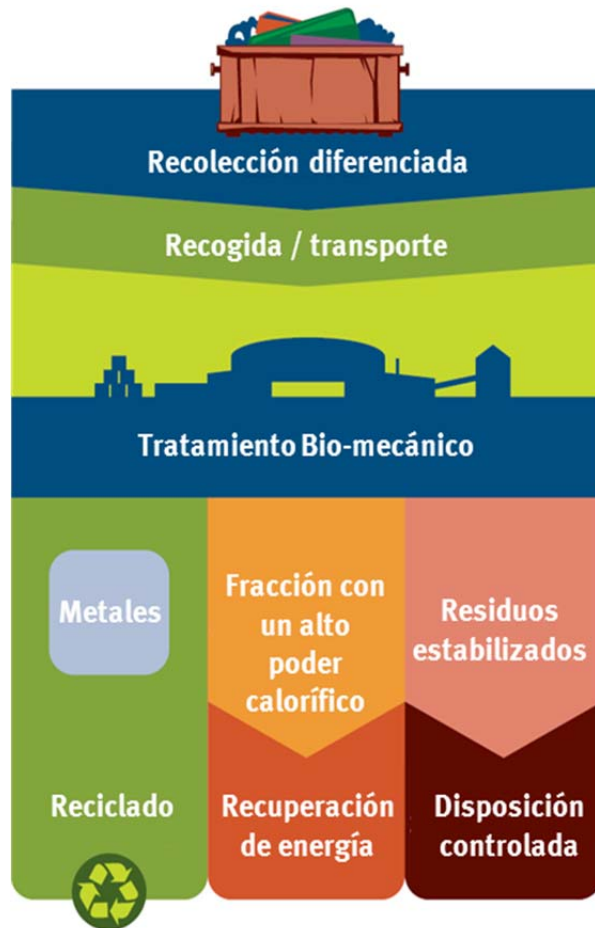 Recolección diferenciada
Recogida / transporte
Tratamiento Bio-mecánico
Metales
Reciclado
Fracción con
un alto
poder
calorífico
Recuperación
de energía
Residuos
estabilizados
Disposición
controlada